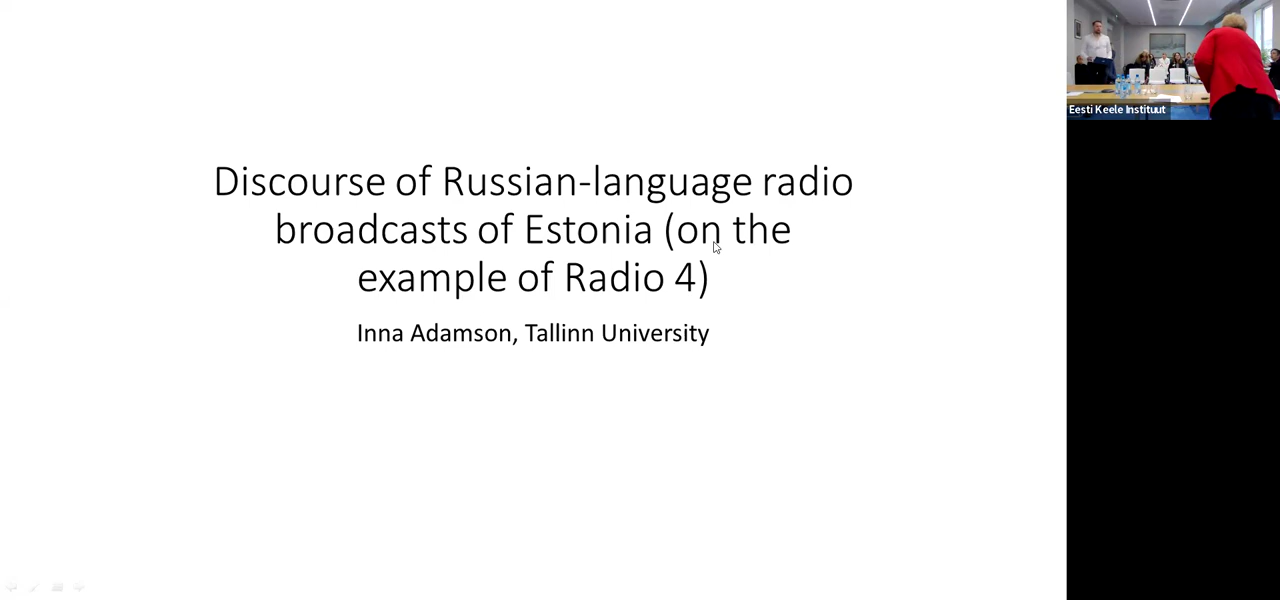 Discourse of Russian-language radio
broadcasts of Estonia (on the
example of Radio 4)
Inna Adamson, Tallinn University
Eesti Keele Instituut